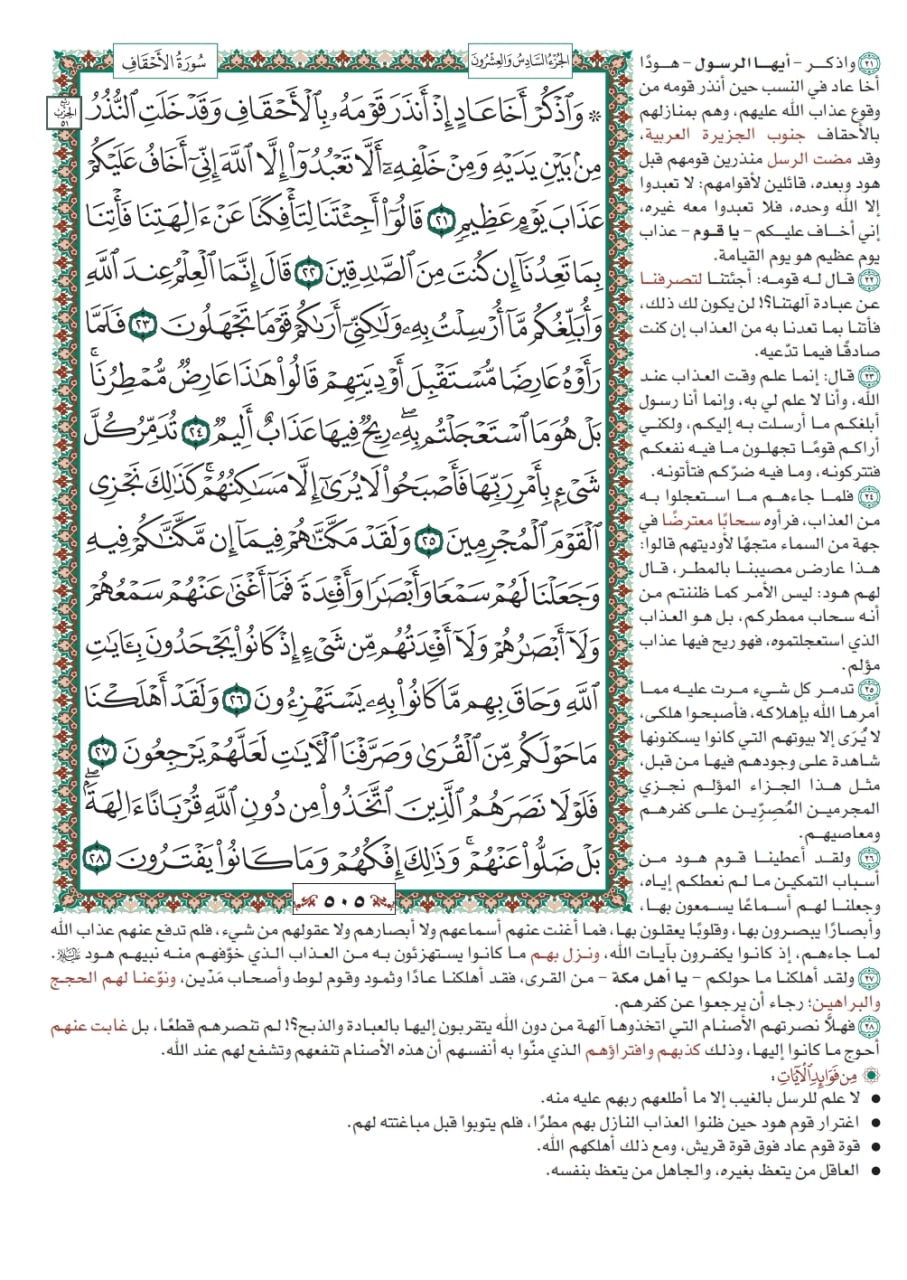 سُورَةُ الأَحْقَافِ
الجُزْءُ السَّادِسُ وَالعِشْرُونَ
ربع الحزب ٥١
* وَٱذْكُرْ أَخَا عَادٍ إِذْ أَنذَرَ قَوْمَهُۥ بِٱلْأَحْقَافِ وَقَدْ خَلَتِ ٱلنُّذُرُ
مِنۢ بَيْنِ يَدَيْهِ وَمِنْ خَلْفِهِۦٓ أَلَّا تَعْبُدُوٓا۟ إِلَّا ٱللَّهَ إِنِّىٓ أَخَافُ عَلَيْكُمْ
عَذَابَ يَوْمٍ عَظِيمٍ ٢١ قَالُوٓا۟ أَجِئْتَنَا لِتَأْفِكَنَا عَنْ ءَالِهَتِنَا فَأْتِنَا
بِمَا تَعِدُنَآ إِن كُنتَ مِنَ ٱلصَّٰدِقِينَ ٢٢ قَالَ إِنَّمَا ٱلْعِلْمُ عِندَ ٱللَّهِ
وَأُبَلِّغُكُم مَّآ أُرْسِلْتُ بِهِۦ وَلَٰكِنِّىٓ أَرَىٰكُمْ قَوْمًا تَجْهَلُونَ ٢٣ فَلَمَّا
رَأَوْهُ عَارِضًا مُّسْتَقْبِلَ أَوْدِيَتِهِمْ قَالُوا۟ هَٰذَا عَارِضٌ مُّمْطِرُنَا ۚ
بَلْ هُوَ مَا ٱسْتَعْجَلْتُم بِهِۦ ۖ رِيحٌ فِيهَا عَذَابٌ أَلِيمٌ ٢٤ تُدَمِّرُ كُلَّ
شَىْءٍۭ بِأَمْرِ رَبِّهَا فَأَصْبَحُوا۟ لَا يُرَىٰٓ إِلَّا مَسَٰكِنُهُمْ ۚ كَذَٰلِكَ نَجْزِى
ٱلْقَوْمَ ٱلْمُجْرِمِينَ ٢٥ وَلَقَدْ مَكَّنَّٰهُمْ فِيمَآ إِن مَّكَّنَّٰكُمْ فِيهِ
وَجَعَلْنَا لَهُمْ سَمْعًا وَأَبْصَٰرًا وَأَفْـِٔدَةً فَمَآ أَغْنَىٰ عَنْهُمْ سَمْعُهُمْ
وَلَآ أَبْصَٰرُهُمْ وَلَآ أَفْـِٔدَتُهُم مِّن شَىْءٍ إِذْ كَانُوا۟ يَجْحَدُونَ بِـَٔايَٰتِ
ٱللَّهِ وَحَاقَ بِهِم مَّا كَانُوا۟ بِهِۦ يَسْتَهْزِءُونَ ٢٦ وَلَقَدْ أَهْلَكْنَا
مَا حَوْلَكُم مِّنَ ٱلْقُرَىٰ وَصَرَّفْنَا ٱلْـَٔايَٰتِ لَعَلَّهُمْ يَرْجِعُونَ ٢٧
فَلَوْلَا نَصَرَهُمُ ٱلَّذِينَ ٱتَّخَذُوا۟ مِن دُونِ ٱللَّهِ قُرْبَانًا ءَالِهَةًۢ ۖ
بَلْ ضَلُّوا۟ عَنْهُمْ ۚ وَذَٰلِكَ إِفْكُهُمْ وَمَا كَانُوا۟ يَفْتَرُونَ ٢٨
٥٠٥
٢١ واذكر – أيها الرسول – هودًا
أخا عاد في النسب حين أنذر قومه من
وقوع عذاب الله عليهم، وهم بمنازلهم
بالأحقاف جنوب الجزيرة العربية،
وقد مضت الرسل منذرين قومهم قبل
هود وبعده، قائلين لأقوامهم: لا تعبدوا
إلا الله وحده، فلا تعبدوا معه غيره،
إني أخاف عليكم – يا قوم – عذاب
يوم عظيم هو يوم القيامة.
٢٢ قال له قومه: أجئتنا لتصرفنا
عن عبادة آلهتنا؟! لن يكون لك ذلك،
فأتنا بما تعدنا به من العذاب إن كنت
صادقًا فيما تدّعيه.
٢٣ قال: إنما علم وقت العذاب عند
الله، وأنا لا علم لي به، وإنما أنا رسول
أبلغكم ما أرسلت به إليكم، ولكني
أراكم قومًا تجهلون ما فيه نفعكم
فتتركونه، وما فيه ضرّكم فتأتونه.
٢٤ فلما جاءهم ما استعجلوا به
من العذاب، فرأوه سحابًا معترضًا في
جهة من السماء متجهًا لأوديتهم قالوا:
هذا عارض مصيبنا بالمطر، قال
لهم هود: ليس الأمر كما ظننتم من
أنه سحاب ممطركم، بل هو العذاب
الذي استعجلتموه، فهو ريح فيها عذاب
مؤلم.
٢٥ تدمر كل شيء مرت عليه مما
أمرها الله بإهلاكه، فأصبحوا هلكى،
لا يُرَى إلا بيوتهم التي كانوا يسكنونها
شاهدة على وجودهم فيها من قبل،
مثل هذا الجزاء المؤلم نجزي
المجرمين المُصِرِّين على كفرهم
ومعاصيهم.
٢٦ ولقد أعطينا قوم هود من
أسباب التمكين ما لم نعطكم إياه،
وجعلنا لهم أسماعًا يسمعون بها،
وأبصارًا يبصرون بها، وقلوبًا يعقلون بها، فما أغنت عنهم أسماعهم ولا أبصارهم ولا عقولهم من شيء، فلم تدفع عنهم عذاب الله
لما جاءهم، إذ كانوا يكفرون بآيات الله، ونزل بهم ما كانوا يستهزئون به من العذاب الذي خوّفهم منه نبيهم هود ﷺ.
٢٧ ولقد أهلكنا ما حولكم – يا أهل مكة – من القرى، فقد أهلكنا عادًا وثمود وقوم لوط وأصحاب مَدْين، ونوّعنا لهم الحجج
والبراهين؛ رجاء أن يرجعوا عن كفرهم.
٢٨ فهلاَّ نصرتهم الأصنام التي اتخذوها آلهة من دون الله يتقربون إليها بالعبادة والذبح؟! لم تنصرهم قطعًا، بل غابت عنهم
أحوج ما كانوا إليها، وذلك كذبهم وافتراؤهم الذي منّوا به أنفسهم أن هذه الأصنام تنفعهم وتشفع لهم عند الله.
مِن فَوَائِدِ الآيَاتِ:
• لا علم للرسل بالغيب إلا ما أطلعهم ربهم عليه منه.
• اغترار قوم هود حين ظنوا العذاب النازل بهم مطرًا، فلم يتوبوا قبل مباغتته لهم.
• قوة قوم عاد فوق قوة قريش، ومع ذلك أهلكهم الله.
• العاقل من يتعظ بغيره، والجاهل من يتعظ بنفسه.